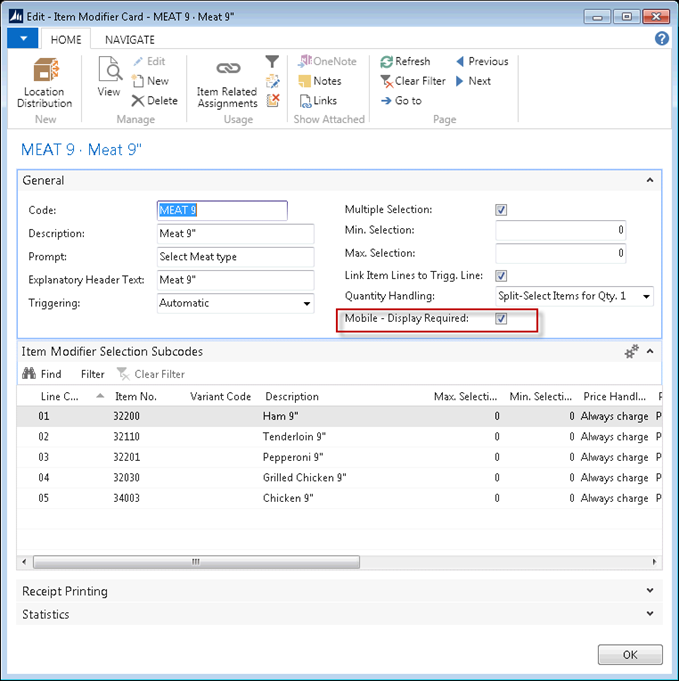 Edit - Item Modifier Card - MEAT 9 · Meat 9"
HOME NAVIGATE
Location Distribution
View
Edit
New
Delete
Item Related Assignments
OneNote
Notes
Links
Refresh
Clear Filter
Go to
Previous
Next
New Manage Usage Show Attached Page
MEAT 9 · Meat 9"
General
Code: MEAT 9
Description: Meat 9"
Prompt: Select Meat type
Explanatory Header Text: Meat 9"
Triggering: Automatic
Multiple Selection:
Min. Selection: 0
Max. Selection: 0
Link Item Lines to Trigg. Line:
Quantity Handling: Split-Select Items for Qty. 1
Mobile - Display Required:
Item Modifier Selection Subcodes
Find Filter Clear Filter
Line C... Item No. Variant Code Description Max. Selecti... Min. Selecti... Price Handl... P
01 32200 Ham 9" 0 0 Always charge P
02 32110 Tenderloin 9" 0 0 Always charge P
03 32201 Pepperoni 9" 0 0 Always charge P
04 32030 Grilled Chicken 9" 0 0 Always charge P
05 34003 Chicken 9" 0 0 Always charge P
Receipt Printing
Statistics
OK